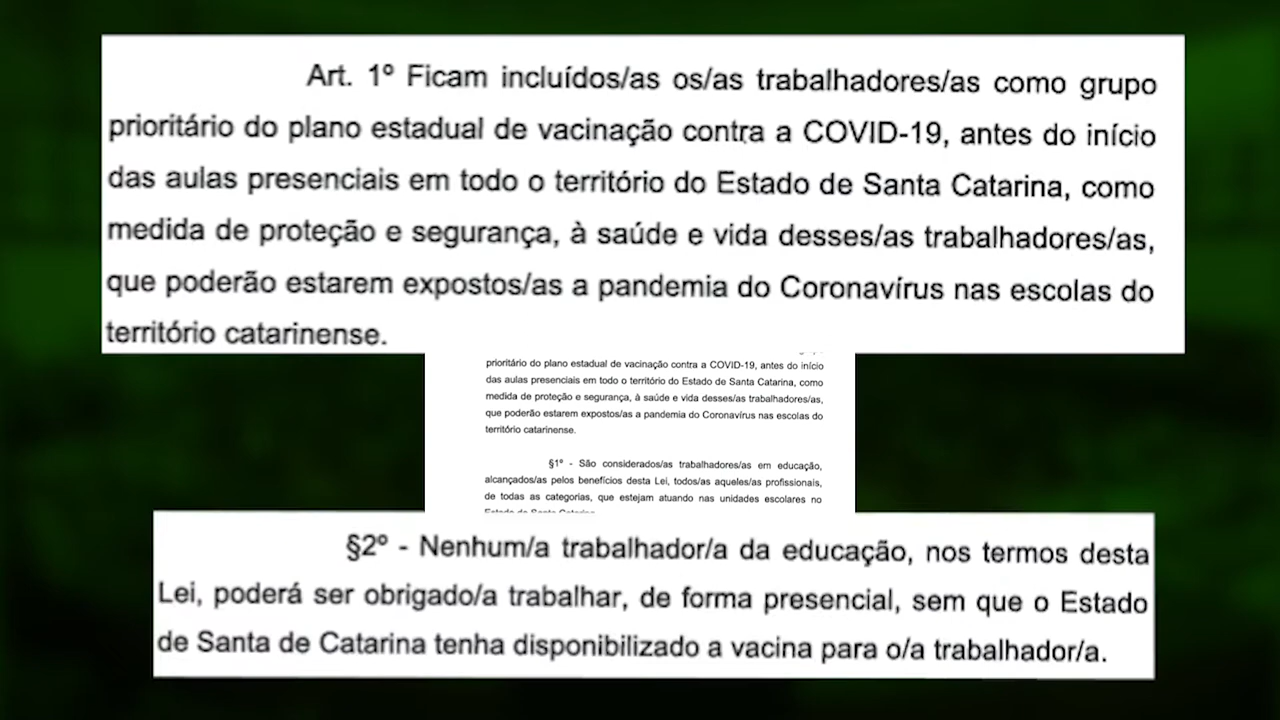 Art. 1º Ficam incluídos/as os/as trabalhadores/as como grupo
prioritário do plano estadual de vacinação contra a COVID-19, antes do início
das aulas presenciais em todo o território do Estado de Santa Catarina, como
medida de proteção e segurança, à saúde e vida desses/as trabalhadores/as,
que poderão estarem expostos/as a pandemia do Coronavírus nas escolas do
território catarinense.
prioritário do plano estadual de vacinação contra a COVID-19, antes do início
das aulas presenciais em todo o território do Estado de Santa Catarina, como
medida de proteção e segurança, à saúde e vida desses/as trabalhadores/as,
que poderão estarem expostos/as a pandemia do Coronavírus nas escolas do
território catarinense.
§1º - São considerados/as trabalhadores/as em educação,
alcançados/as pelos benefícios desta Lei, todos/as aqueles/as profissionais,
de todas as categorias, que estejam atuando nas unidades escolares no
Estado de Santa Catarina.
§2º - Nenhum/a trabalhador/a da educação, nos termos desta
Lei, poderá ser obrigado/a trabalhar, de forma presencial, sem que o Estado
de Santa de Catarina tenha disponibilizado a vacina para o/a trabalhador/a.